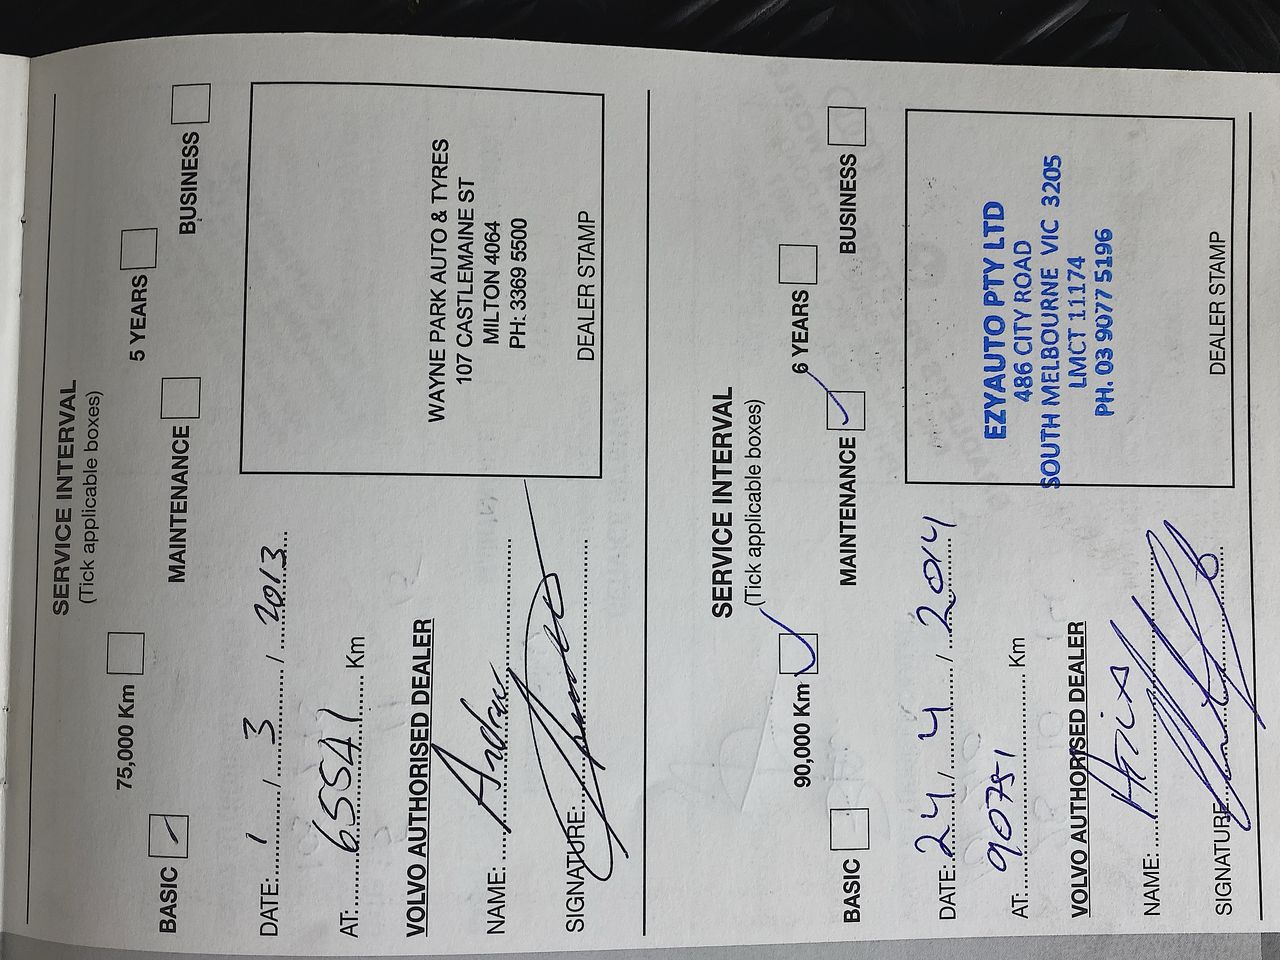 SERVICE INTERVAL
(Tick applicable boxes)
75,000 Km 5 YEARS
BASIC MAINTENANCE BUSINESS
DATE: 1 / 3 / 2013
AT: 65541 Km
VOLVO AUTHORISED DEALER
NAME: Andrew
SIGNATURE:
WAYNE PARK AUTO & TYRES
107 CASTLEMAINE ST
MILTON 4064
PH: 3369 5500
DEALER STAMP
SERVICE INTERVAL
(Tick applicable boxes)
90,000 Km 6 YEARS
BASIC MAINTENANCE BUSINESS
DATE: 24 / 4 / 2014
AT: 90751 Km
VOLVO AUTHORISED DEALER
NAME:
SIGNATURE:
EZYAUTO PTY LTD
486 CITY ROAD
SOUTH MELBOURNE VIC 3205
LMCT 11174
PH. 03 9077 5196
DEALER STAMP